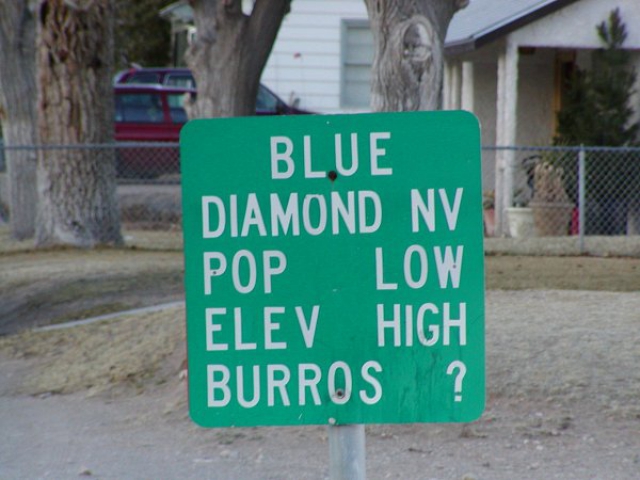 BLUE
DIAMOND NV
POP LOW
ELEV HIGH
BURROS ?